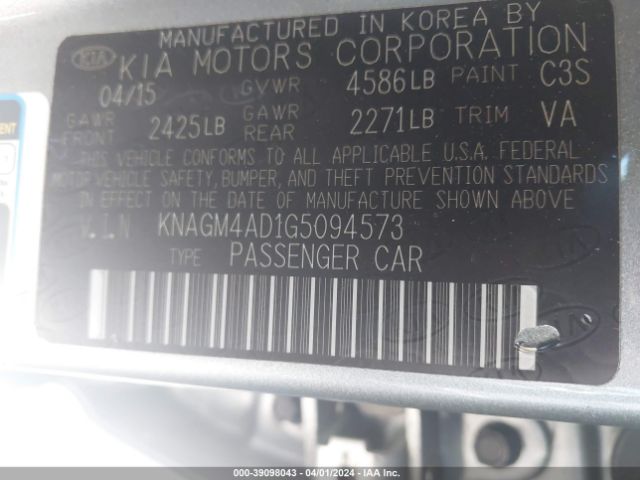 MANUFACTURED IN KOREA BY
KIA KIA MOTORS CORPORATION
04/15 GVWR 4586LB PAINT C3S
GAWR FRONT 2425LB GAWR REAR 2271LB TRIM VA
THIS VEHICLE CONFORMS TO ALL APPLICABLE U.S.A. FEDERAL
MOTOR VEHICLE SAFETY, BUMPER, AND THEFT PREVENTION STANDARDS
IN EFFECT ON THE DATE OF MANUFACTURE SHOWN ABOVE
V.I.N KNAGM4AD1G5094573
TYPE PASSENGER CAR
000-39098043 - 04/01/2024 - IAA Inc.